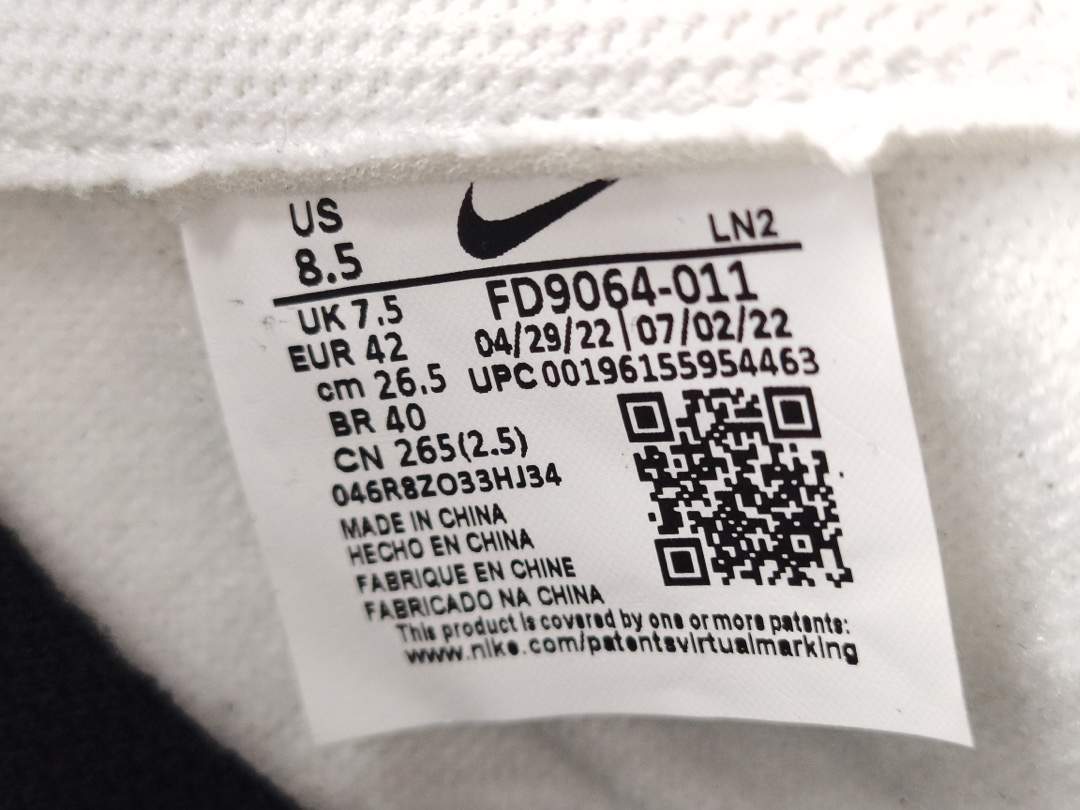 US
8.5
LN2
UK 7.5
FD9064-011
EUR 42
04/29/22 | 07/02/22
cm 26.5
UPC 00196155954463
BR 40
CN 265(2.5)
046R8ZO33HJ34
MADE IN CHINA
HECHO EN CHINA
FABRIQUE EN CHINE
FABRICADO NA CHINA
This product is covered by one or more patents:
www.nike.com/patentsvirtualmarking